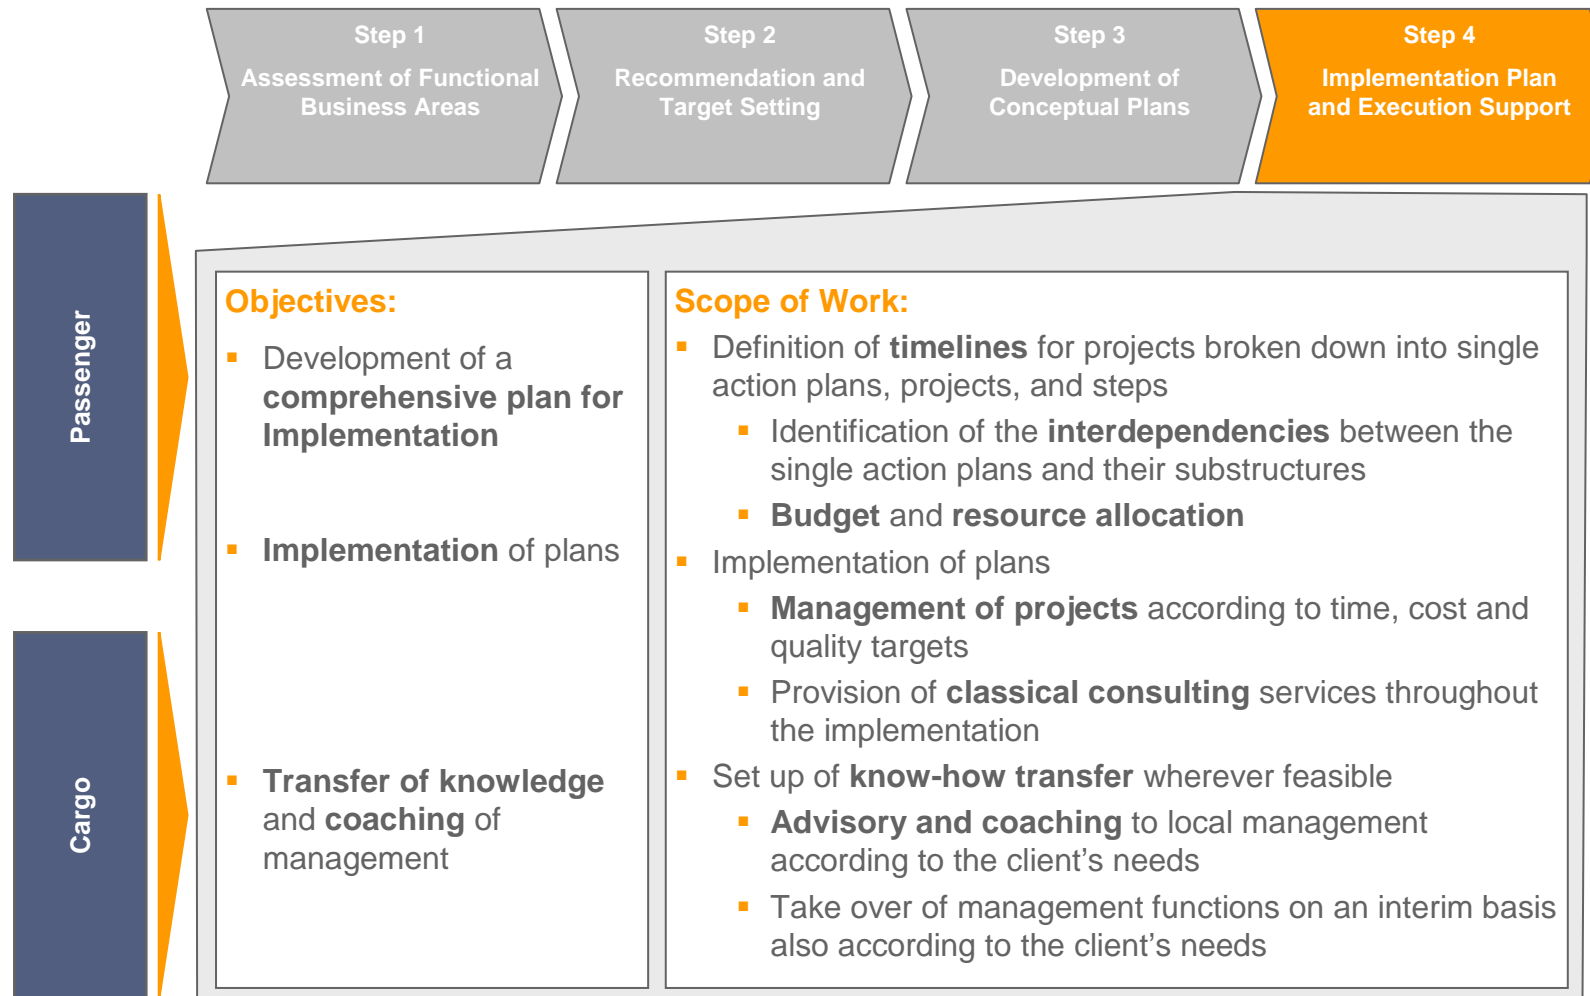 Step 1
Assessment of Functional
Business Areas
Step 2
Recommendation and
Target Setting
Step 3
Development of
Conceptual Plans
Step 4
Implementation Plan
and Execution Support
Passenger
Cargo
Objectives:
▪ Development of a
comprehensive plan for
Implementation
▪ Implementation of plans
▪ Transfer of knowledge
and coaching of
management
Scope of Work:
▪ Definition of timelines for projects broken down into single
action plans, projects, and steps
▪ Identification of the interdependencies between the
single action plans and their substructures
▪ Budget and resource allocation
▪ Implementation of plans
▪ Management of projects according to time, cost and
quality targets
▪ Provision of classical consulting services throughout
the implementation
▪ Set up of know-how transfer wherever feasible
▪ Advisory and coaching to local management
according to the client’s needs
▪ Take over of management functions on an interim basis
also according to the client’s needs